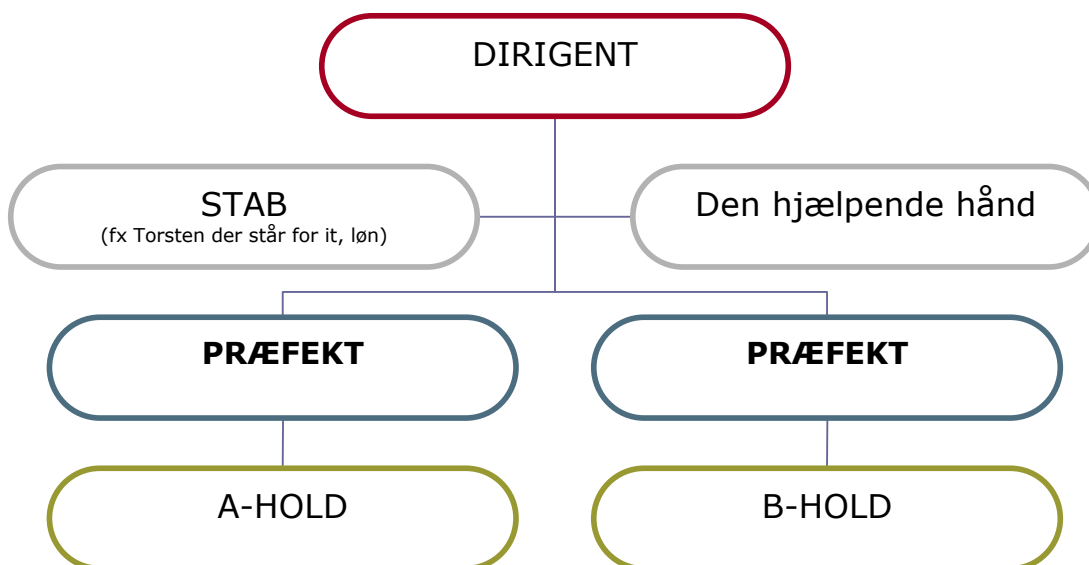 DIRIGENT
STAB
(fx Torsten der står for it, løn)
Den hjælpende hånd
PRÆFEKT
PRÆFEKT
A-HOLD
B-HOLD